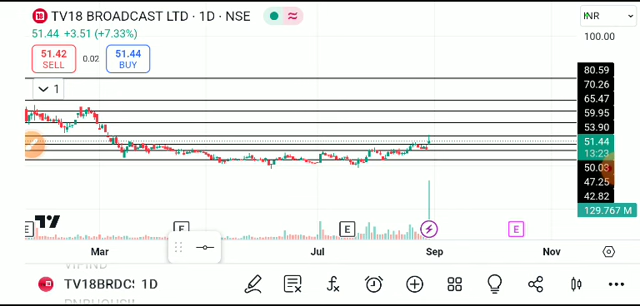 TV18 BROADCAST LTD · 1D · NSE
INR
51.44 +3.51 (+7.33%)
100.00
51.42
SELL
0.02
51.44
BUY
1
80.59
70.26
65.47
59.95
53.90
51.44
13:23
50.03
47.25
42.82
129.767 M
E
E
E
E
Mar
Jul
Sep
Nov
VIPIND
TV18BRDC: 1D